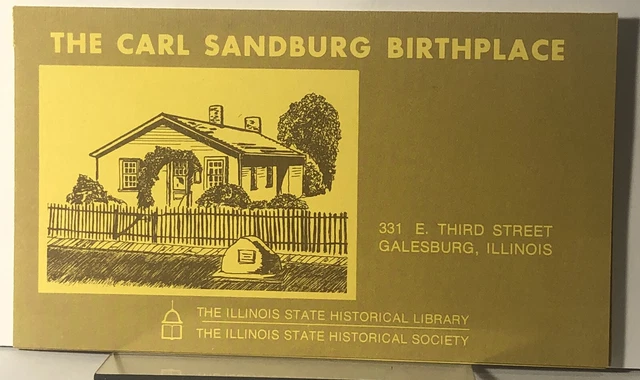 THE CARL SANDBURG BIRTHPLACE
331 E. THIRD STREET
GALESBURG, ILLINOIS
THE ILLINOIS STATE HISTORICAL LIBRARY
THE ILLINOIS STATE HISTORICAL SOCIETY